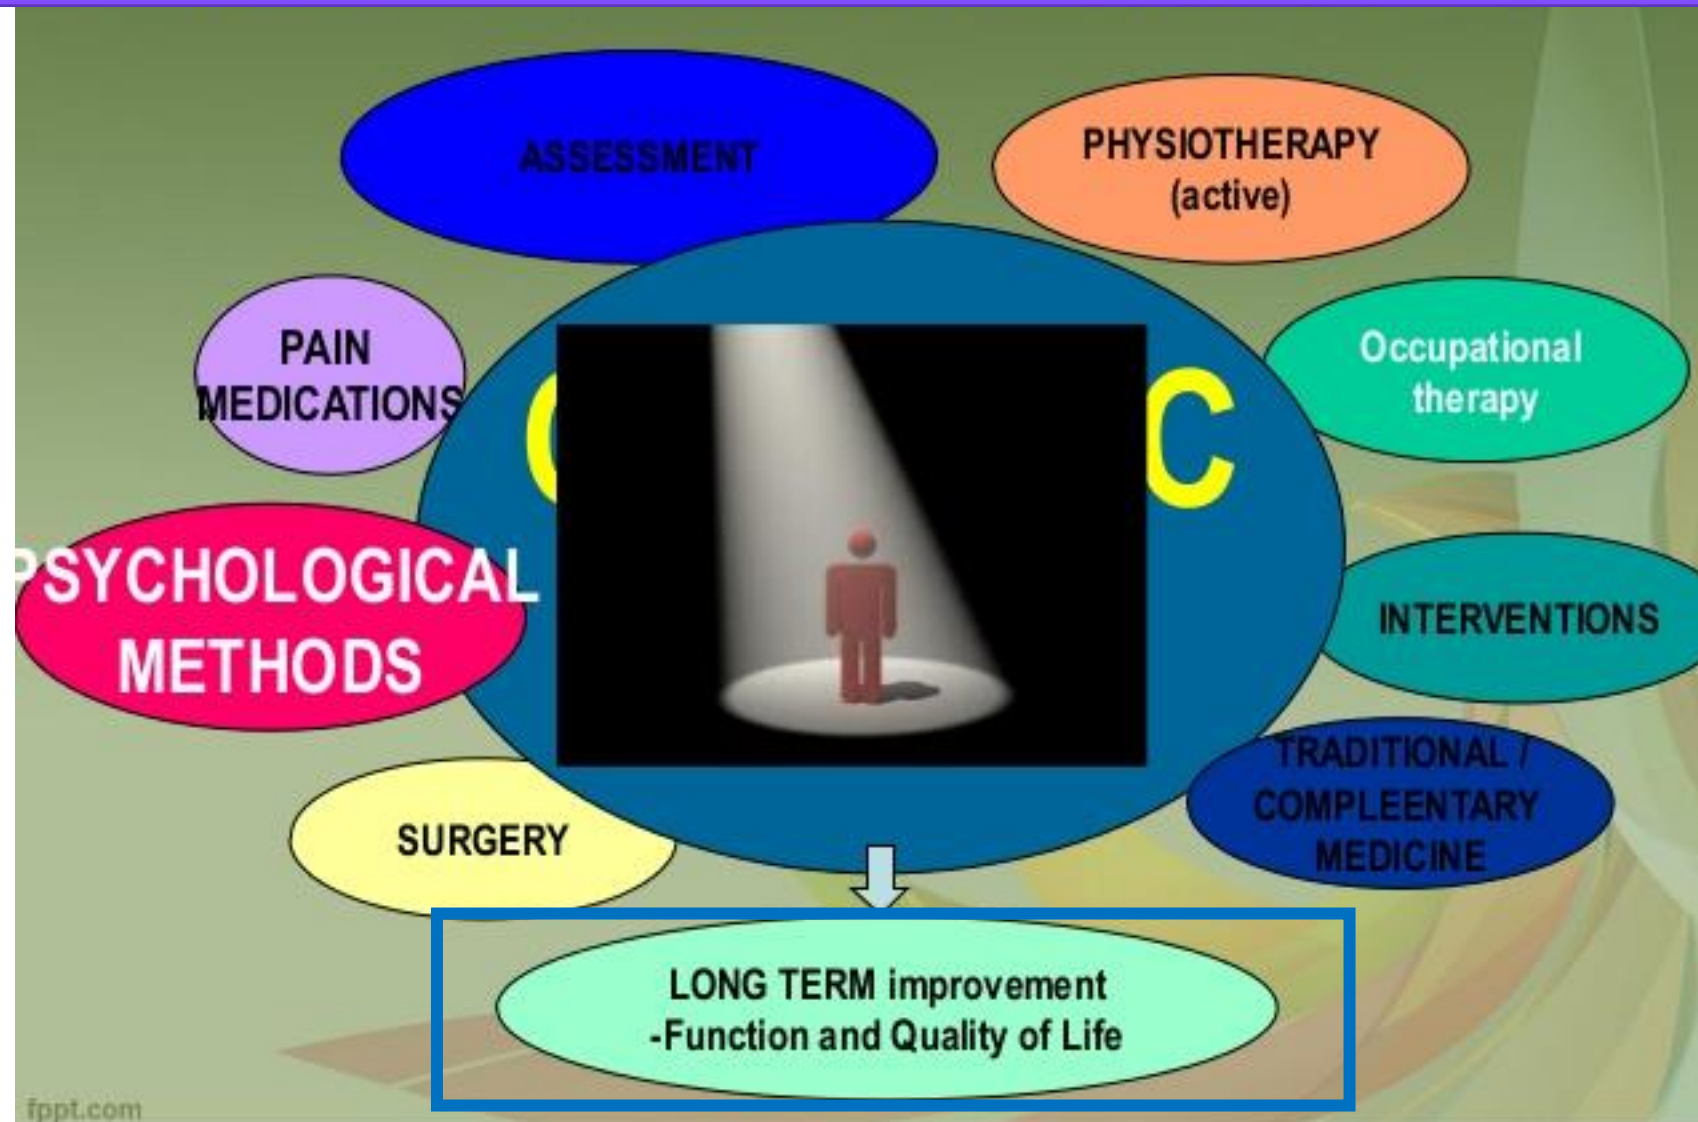 ASSESSMENT
PHYSIOTHERAPY
(active)
PAIN
MEDICATIONS
Occupational
therapy
C
PSYCHOLOGICAL
METHODS
INTERVENTIONS
TRADITIONAL /
COMPLEENTARY
MEDICINE
SURGERY
LONG TERM improvement
-Function and Quality of Life
fppt.com